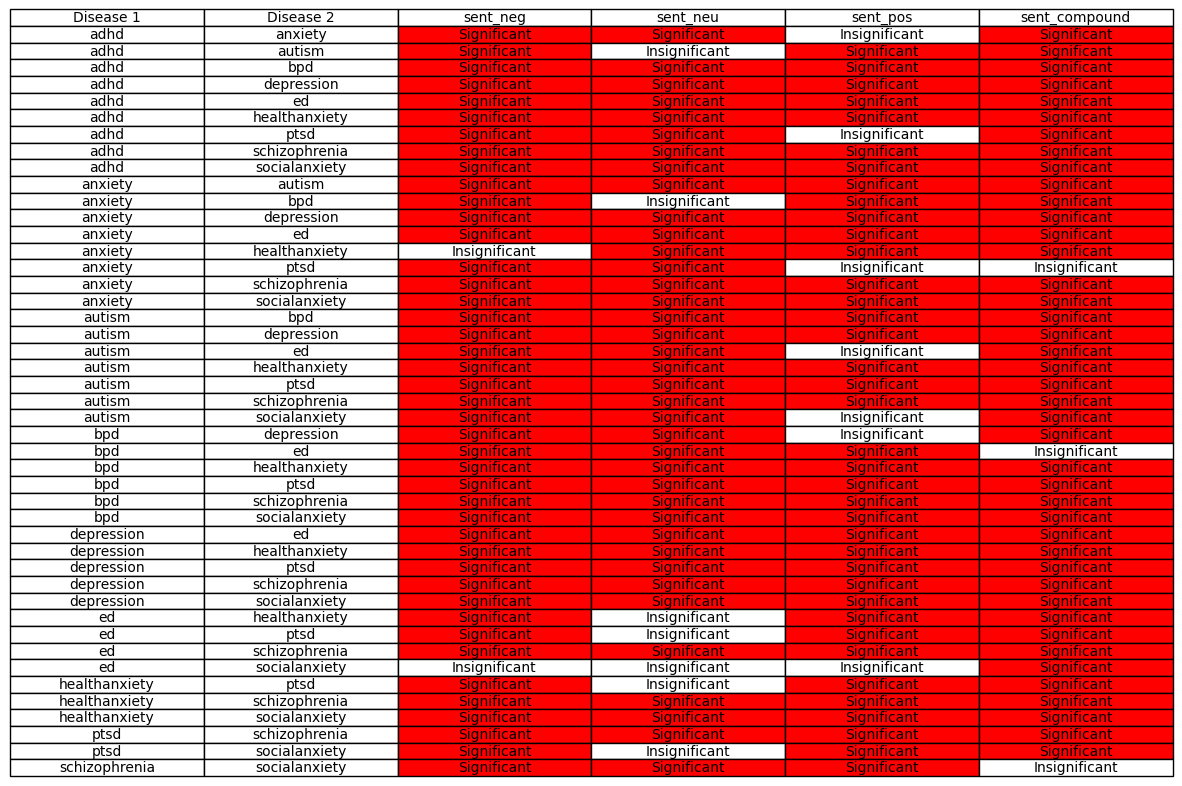 Disease 1 Disease 2 sent_neg sent_neu sent_pos sent_compound
adhd anxiety Significant Significant Insignificant Significant
adhd autism Significant Insignificant Significant Significant
adhd bpd Significant Significant Significant Significant
adhd depression Significant Significant Significant Significant
adhd ed Significant Significant Significant Significant
adhd healthanxiety Significant Significant Significant Significant
adhd ptsd Significant Significant Insignificant Significant
adhd schizophrenia Significant Significant Significant Significant
adhd socialanxiety Significant Significant Significant Significant
anxiety autism Significant Significant Significant Significant
anxiety bpd Significant Insignificant Significant Significant
anxiety depression Significant Significant Significant Significant
anxiety ed Significant Significant Significant Significant
anxiety healthanxiety Insignificant Significant Significant Significant
anxiety ptsd Significant Significant Insignificant Insignificant
anxiety schizophrenia Significant Significant Significant Significant
anxiety socialanxiety Significant Significant Significant Significant
autism bpd Significant Significant Significant Significant
autism depression Significant Significant Significant Significant
autism ed Significant Significant Insignificant Significant
autism healthanxiety Significant Significant Significant Significant
autism ptsd Significant Significant Significant Significant
autism schizophrenia Significant Significant Significant Significant
autism socialanxiety Significant Significant Insignificant Significant
bpd depression Significant Significant Insignificant Significant
bpd ed Significant Significant Significant Insignificant
bpd healthanxiety Significant Significant Significant Significant
bpd ptsd Significant Significant Significant Significant
bpd schizophrenia Significant Significant Significant Significant
bpd socialanxiety Significant Significant Significant Significant
depression ed Significant Significant Significant Significant
depression healthanxiety Significant Significant Significant Significant
depression ptsd Significant Significant Significant Significant
depression schizophrenia Significant Significant Significant Significant
depression socialanxiety Significant Significant Significant Significant
ed healthanxiety Significant Insignificant Significant Significant
ed ptsd Significant Insignificant Significant Significant
ed schizophrenia Significant Significant Significant Significant
ed socialanxiety Insignificant Insignificant Insignificant Significant
healthanxiety ptsd Significant Insignificant Significant Significant
healthanxiety schizophrenia Significant Significant Significant Significant
healthanxiety socialanxiety Significant Significant Significant Significant
ptsd schizophrenia Significant Significant Significant Significant
ptsd socialanxiety Significant Insignificant Significant Significant
schizophrenia socialanxiety Significant Significant Significant Insignificant